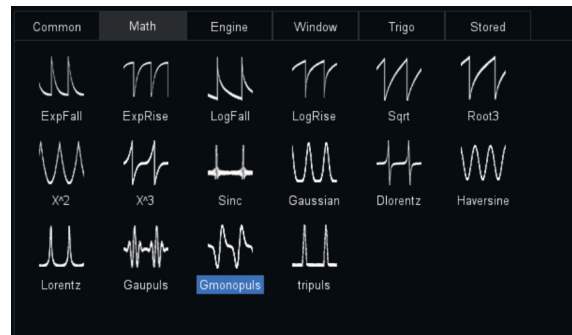 Common Math Engine Window Trigo Stored
ExpFall ExpRise LogFall LogRise Sqrt Root3
X^2 X^3 Sinc Gaussian Dlorentz Haversine
Lorentz Gaupuls Gmonopuls tripuls